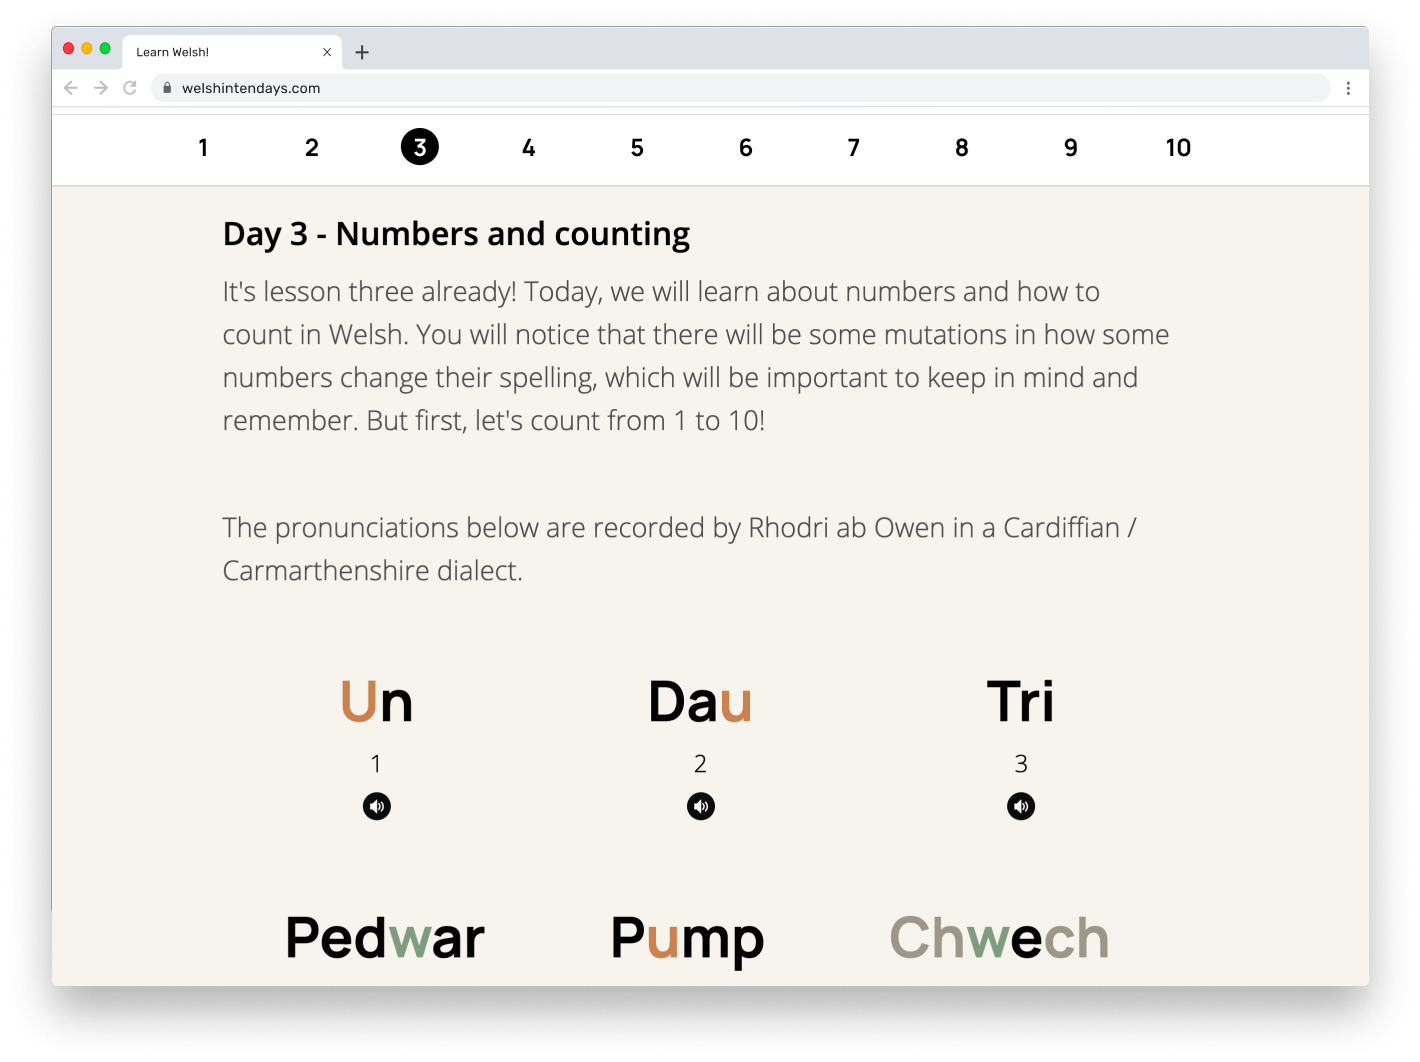 Learn Welsh!
welshintendays.com
1 2 3 4 5 6 7 8 9 10
Day 3 - Numbers and counting
It's lesson three already! Today, we will learn about numbers and how to
count in Welsh. You will notice that there will be some mutations in how some
numbers change their spelling, which will be important to keep in mind and
remember. But first, let's count from 1 to 10!
The pronunciations below are recorded by Rhodri ab Owen in a Cardiffian /
Carmarthenshire dialect.
Un Dau Tri
1 2 3
Pedwar Pump Chwech